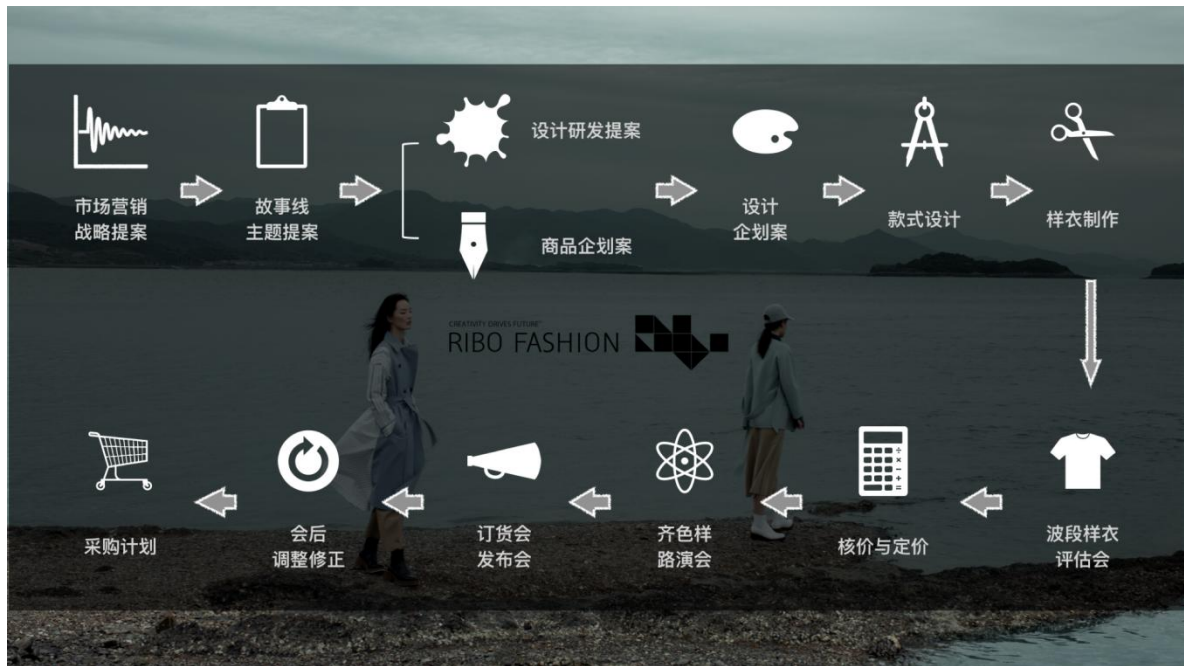 设计研发提案
市场营销
战略提案
故事线
主题提案
商品企划案
设计
企划案
款式设计
样衣制作
CREATIVITY DRIVES FUTURE
RIBO FASHION
采购计划
会后
调整修正
订货会
发布会
齐色样
路演会
核价与定价
波段样衣
评估会